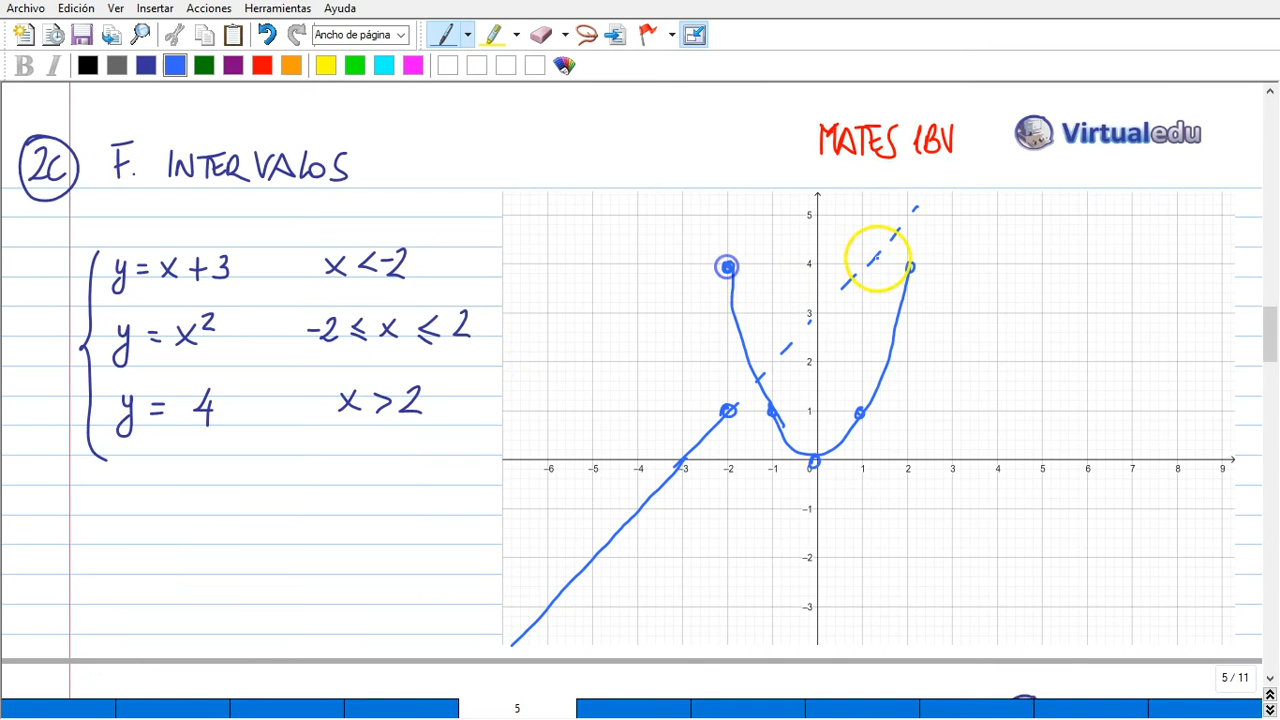 Archivo Edición Ver Insertar Acciones Herramientas Ayuda
Ancho de página
B I
2C F. INTERVALOS
MATES 1BV
Virtualedu
y = x + 3 x < -2
y = x² -2 ≤ x ≤ 2
y = 4 x > 2
5
4
3
2
1
-6 -5 -4 -3 -2 -1 0 1 2 3 4 5 6 7 8 9
-1
-2
-3
5 / 11
5